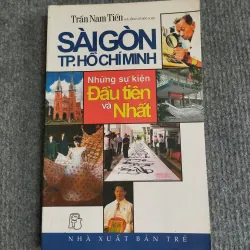 Trần Nam Tiến
SÀI GÒN
TP. HỒ CHÍ MINH
Những sự kiện
Đầu tiên
và
Nhất
NHÀ XUẤT BẢN TRẺ